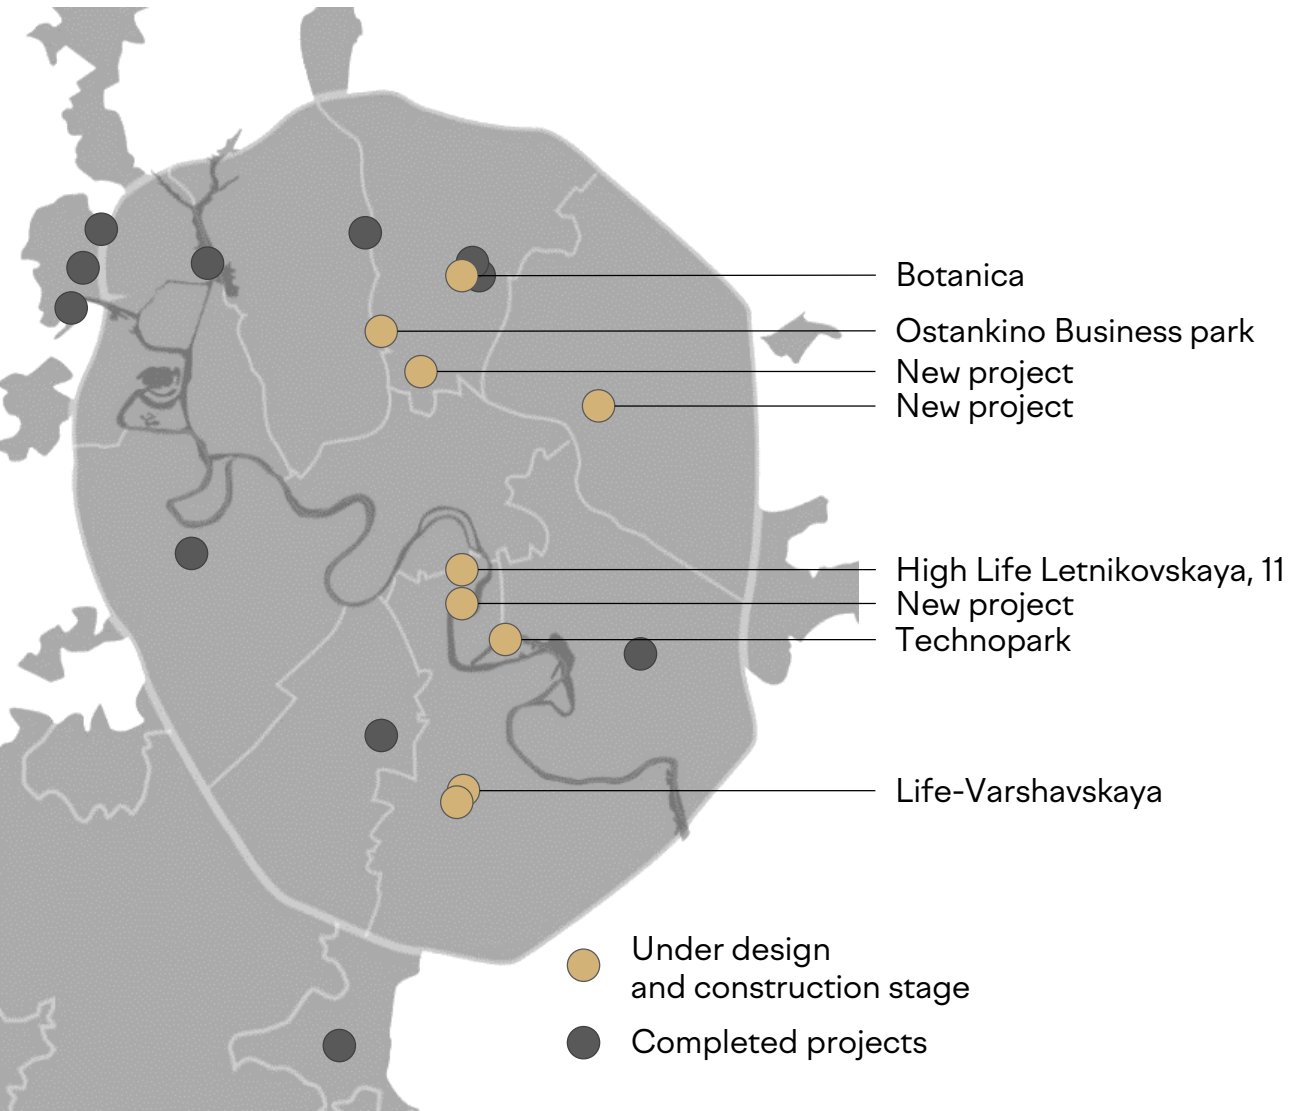 Botanica
Ostankino Business park
New project
New project
High Life Letnikovskaya, 11
New project
Technopark
Life-Varshavskaya
Under design
and construction stage
Completed projects